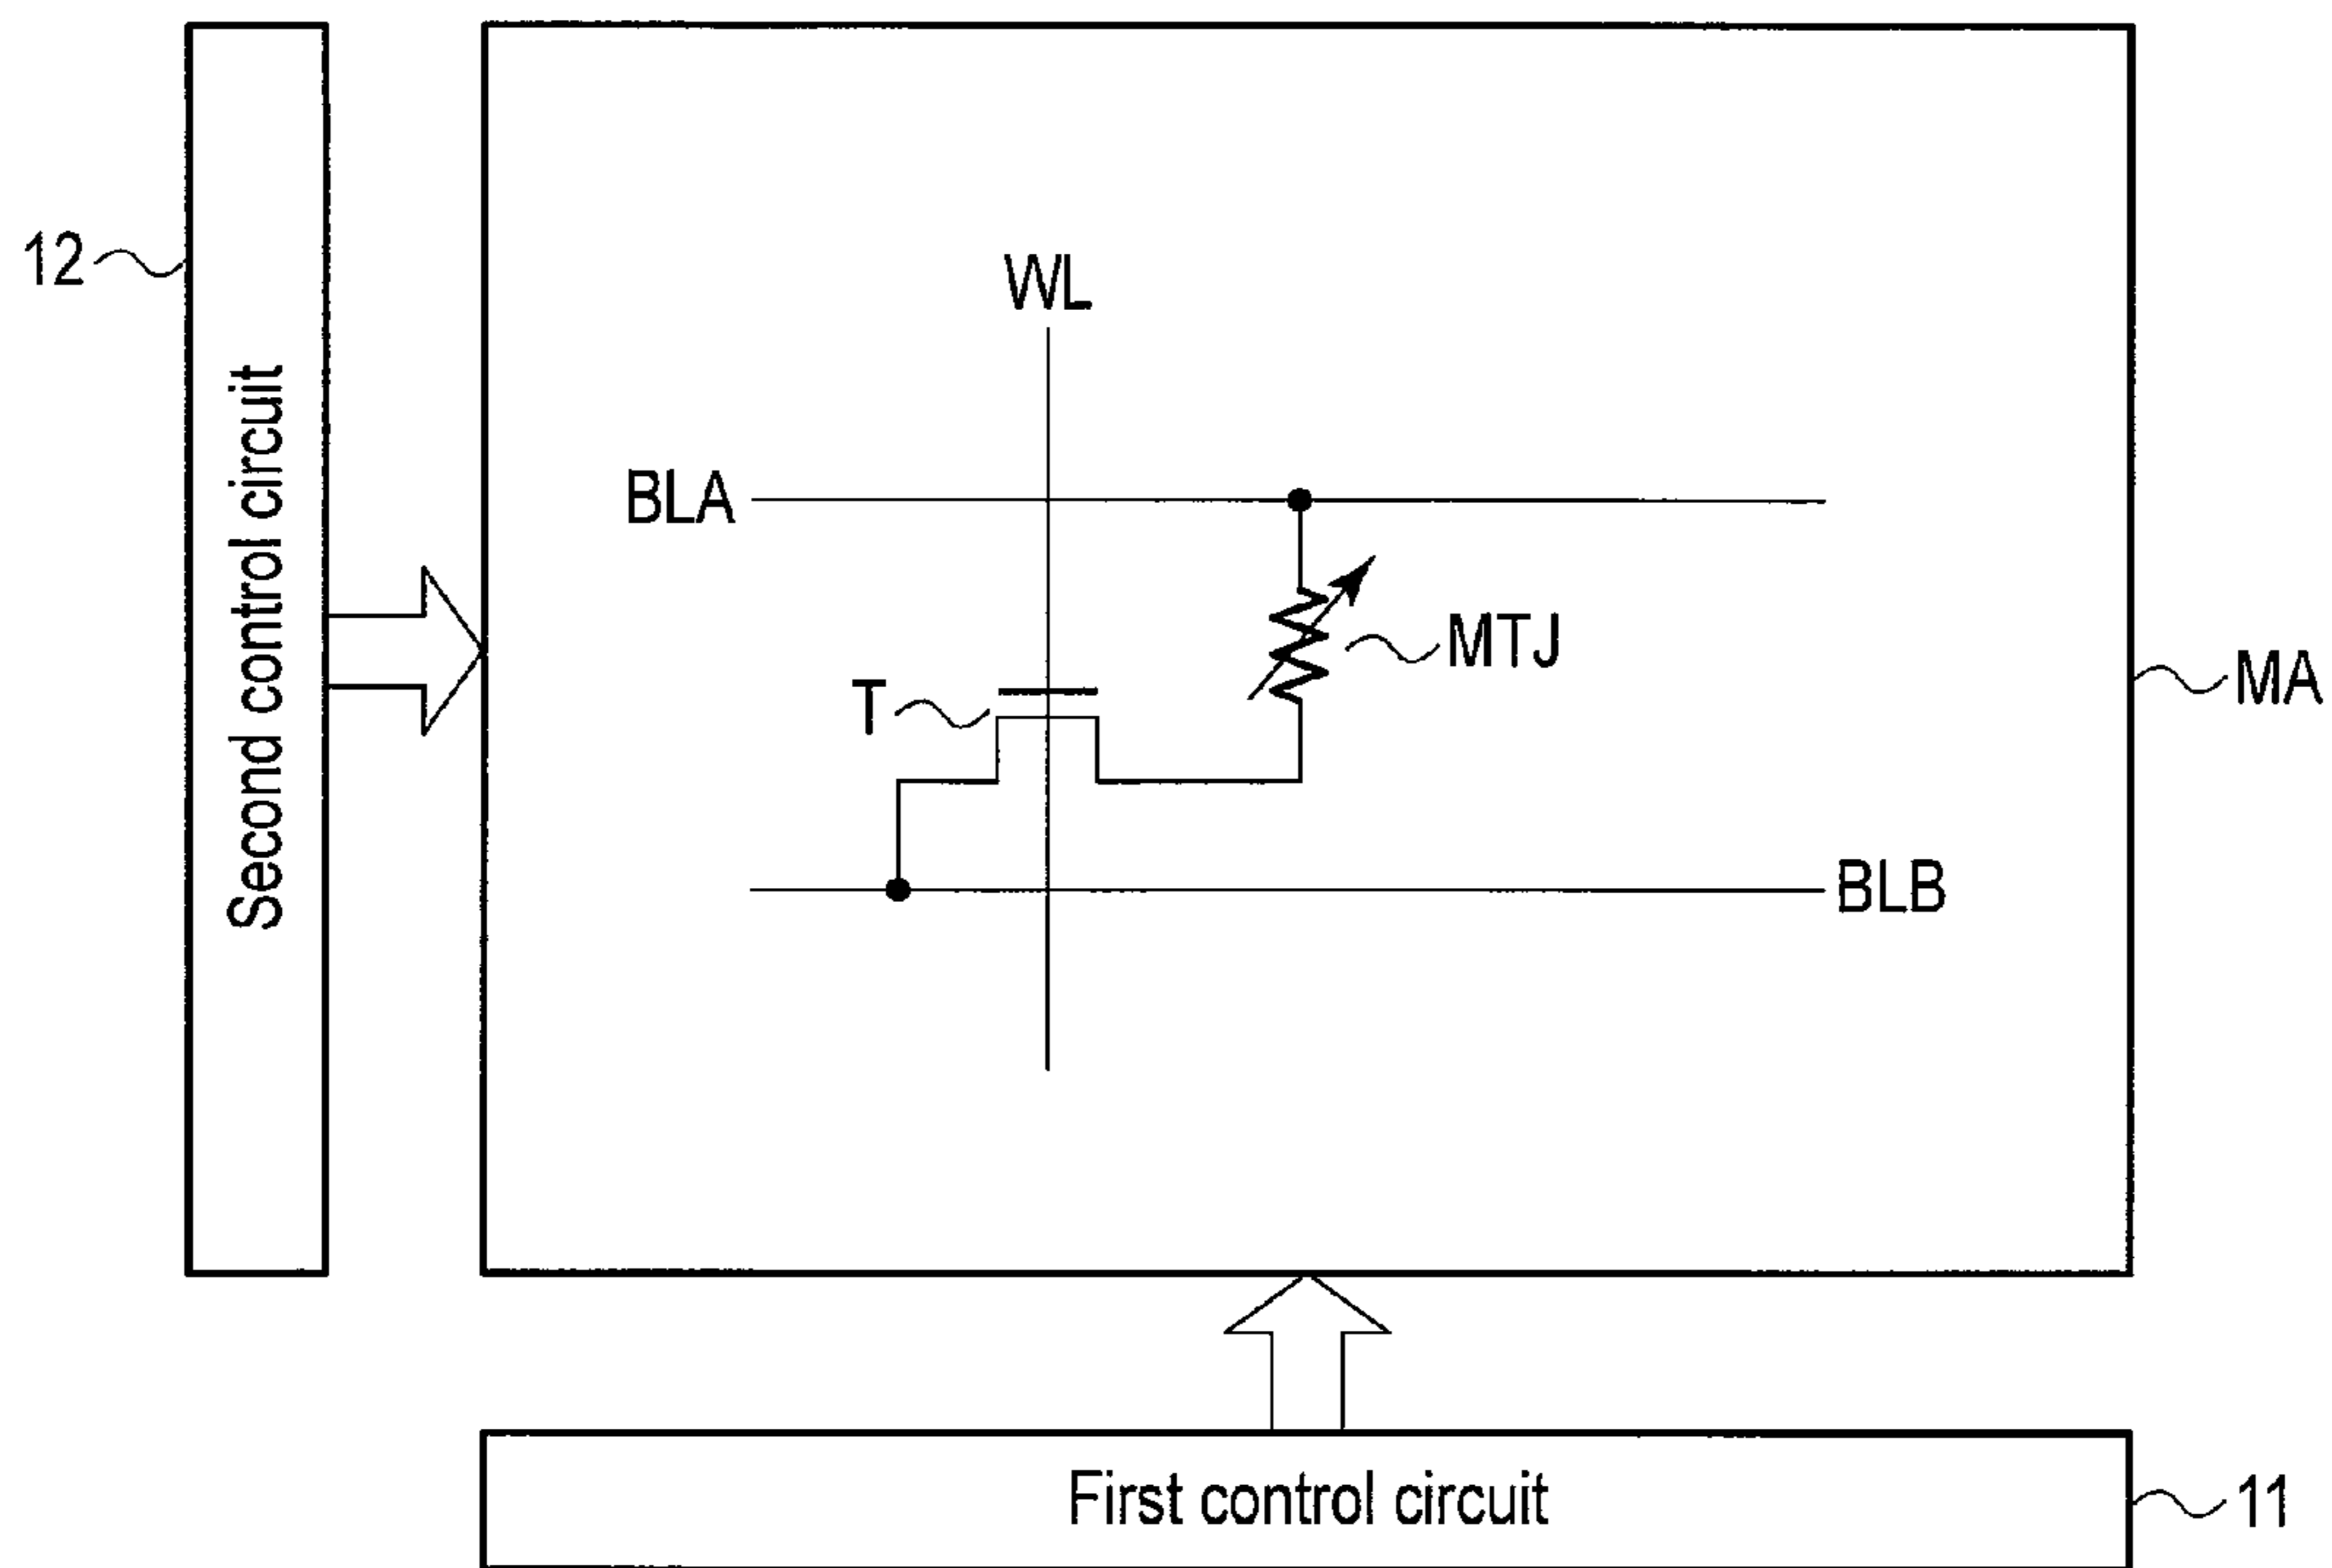 12
Second control circuit
WL
BLA
MTJ
T
MA
BLB
First control circuit
11